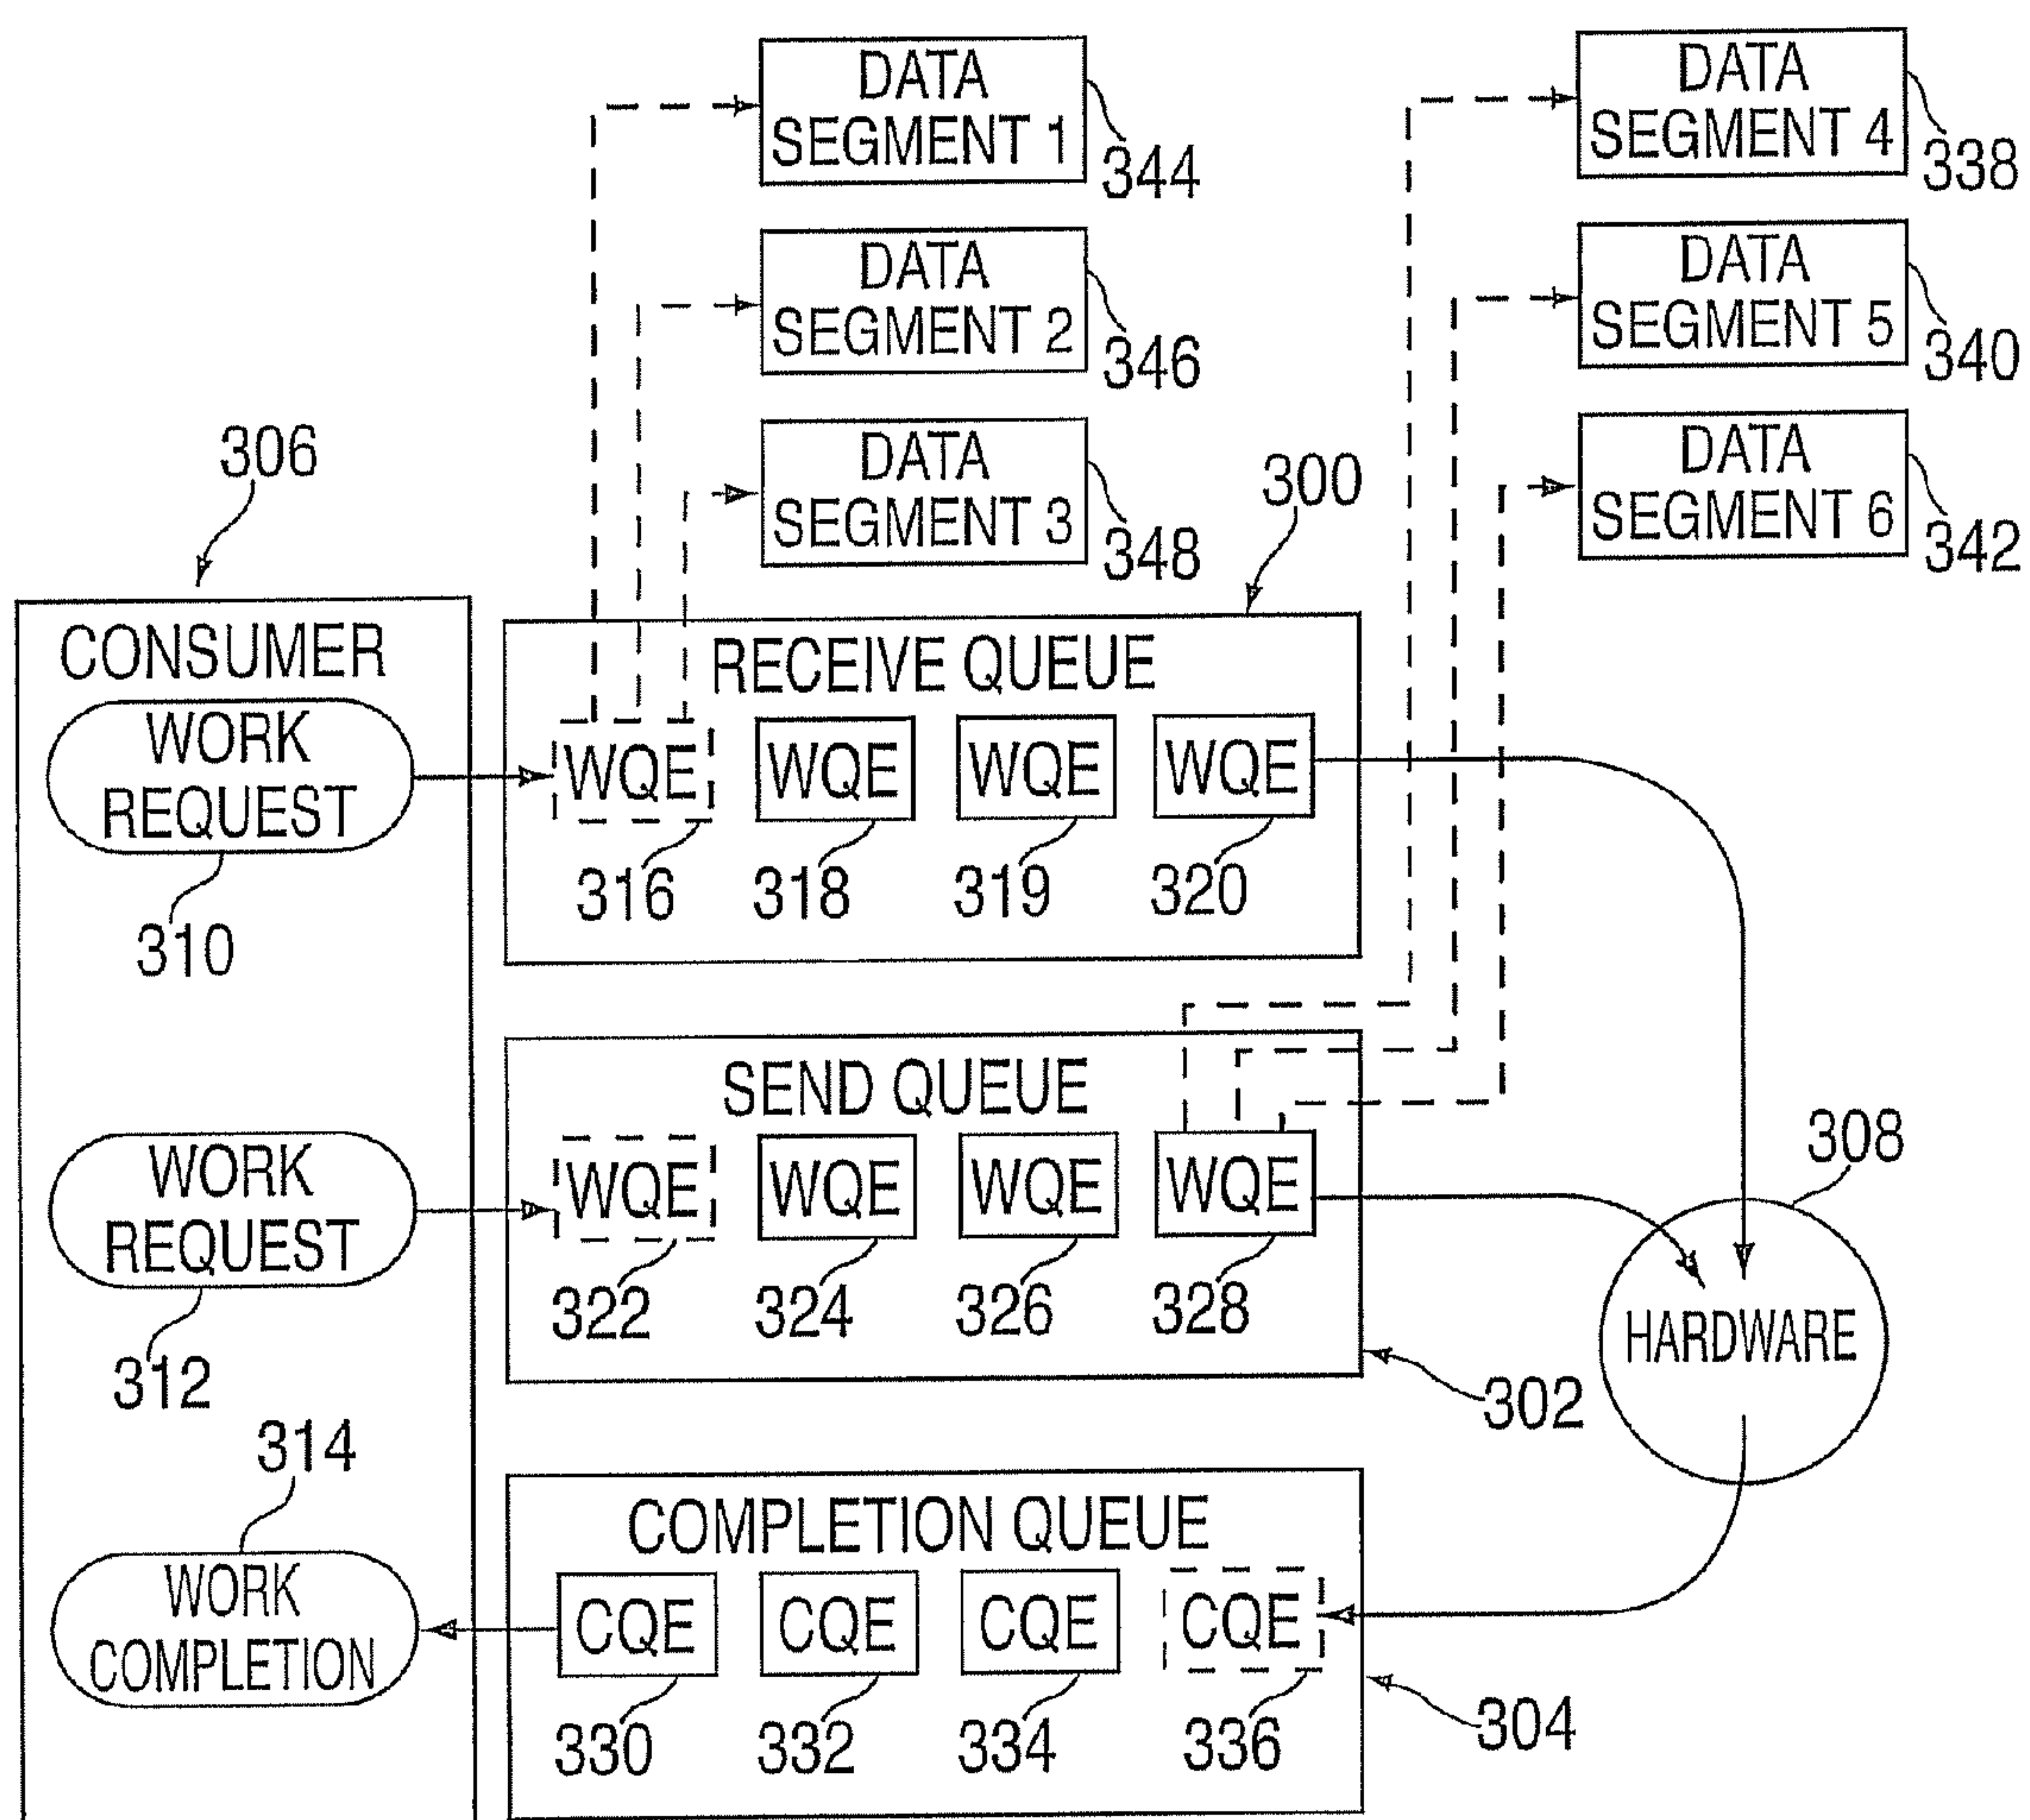 DATA
SEGMENT 1
344
DATA
SEGMENT 4
338
DATA
SEGMENT 2
346
DATA
SEGMENT 5
340
DATA
SEGMENT 3
348
DATA
SEGMENT 6
342
306
300
CONSUMER
WORK
REQUEST
310
RECEIVE QUEUE
WQE
WQE
WQE
WQE
316
318
319
320
WORK
REQUEST
312
SEND QUEUE
WQE
WQE
WQE
WQE
322
324
326
328
302
308
HARDWARE
314
WORK
COMPLETION
COMPLETION QUEUE
CQE
CQE
CQE
CQE
330
332
334
336
304